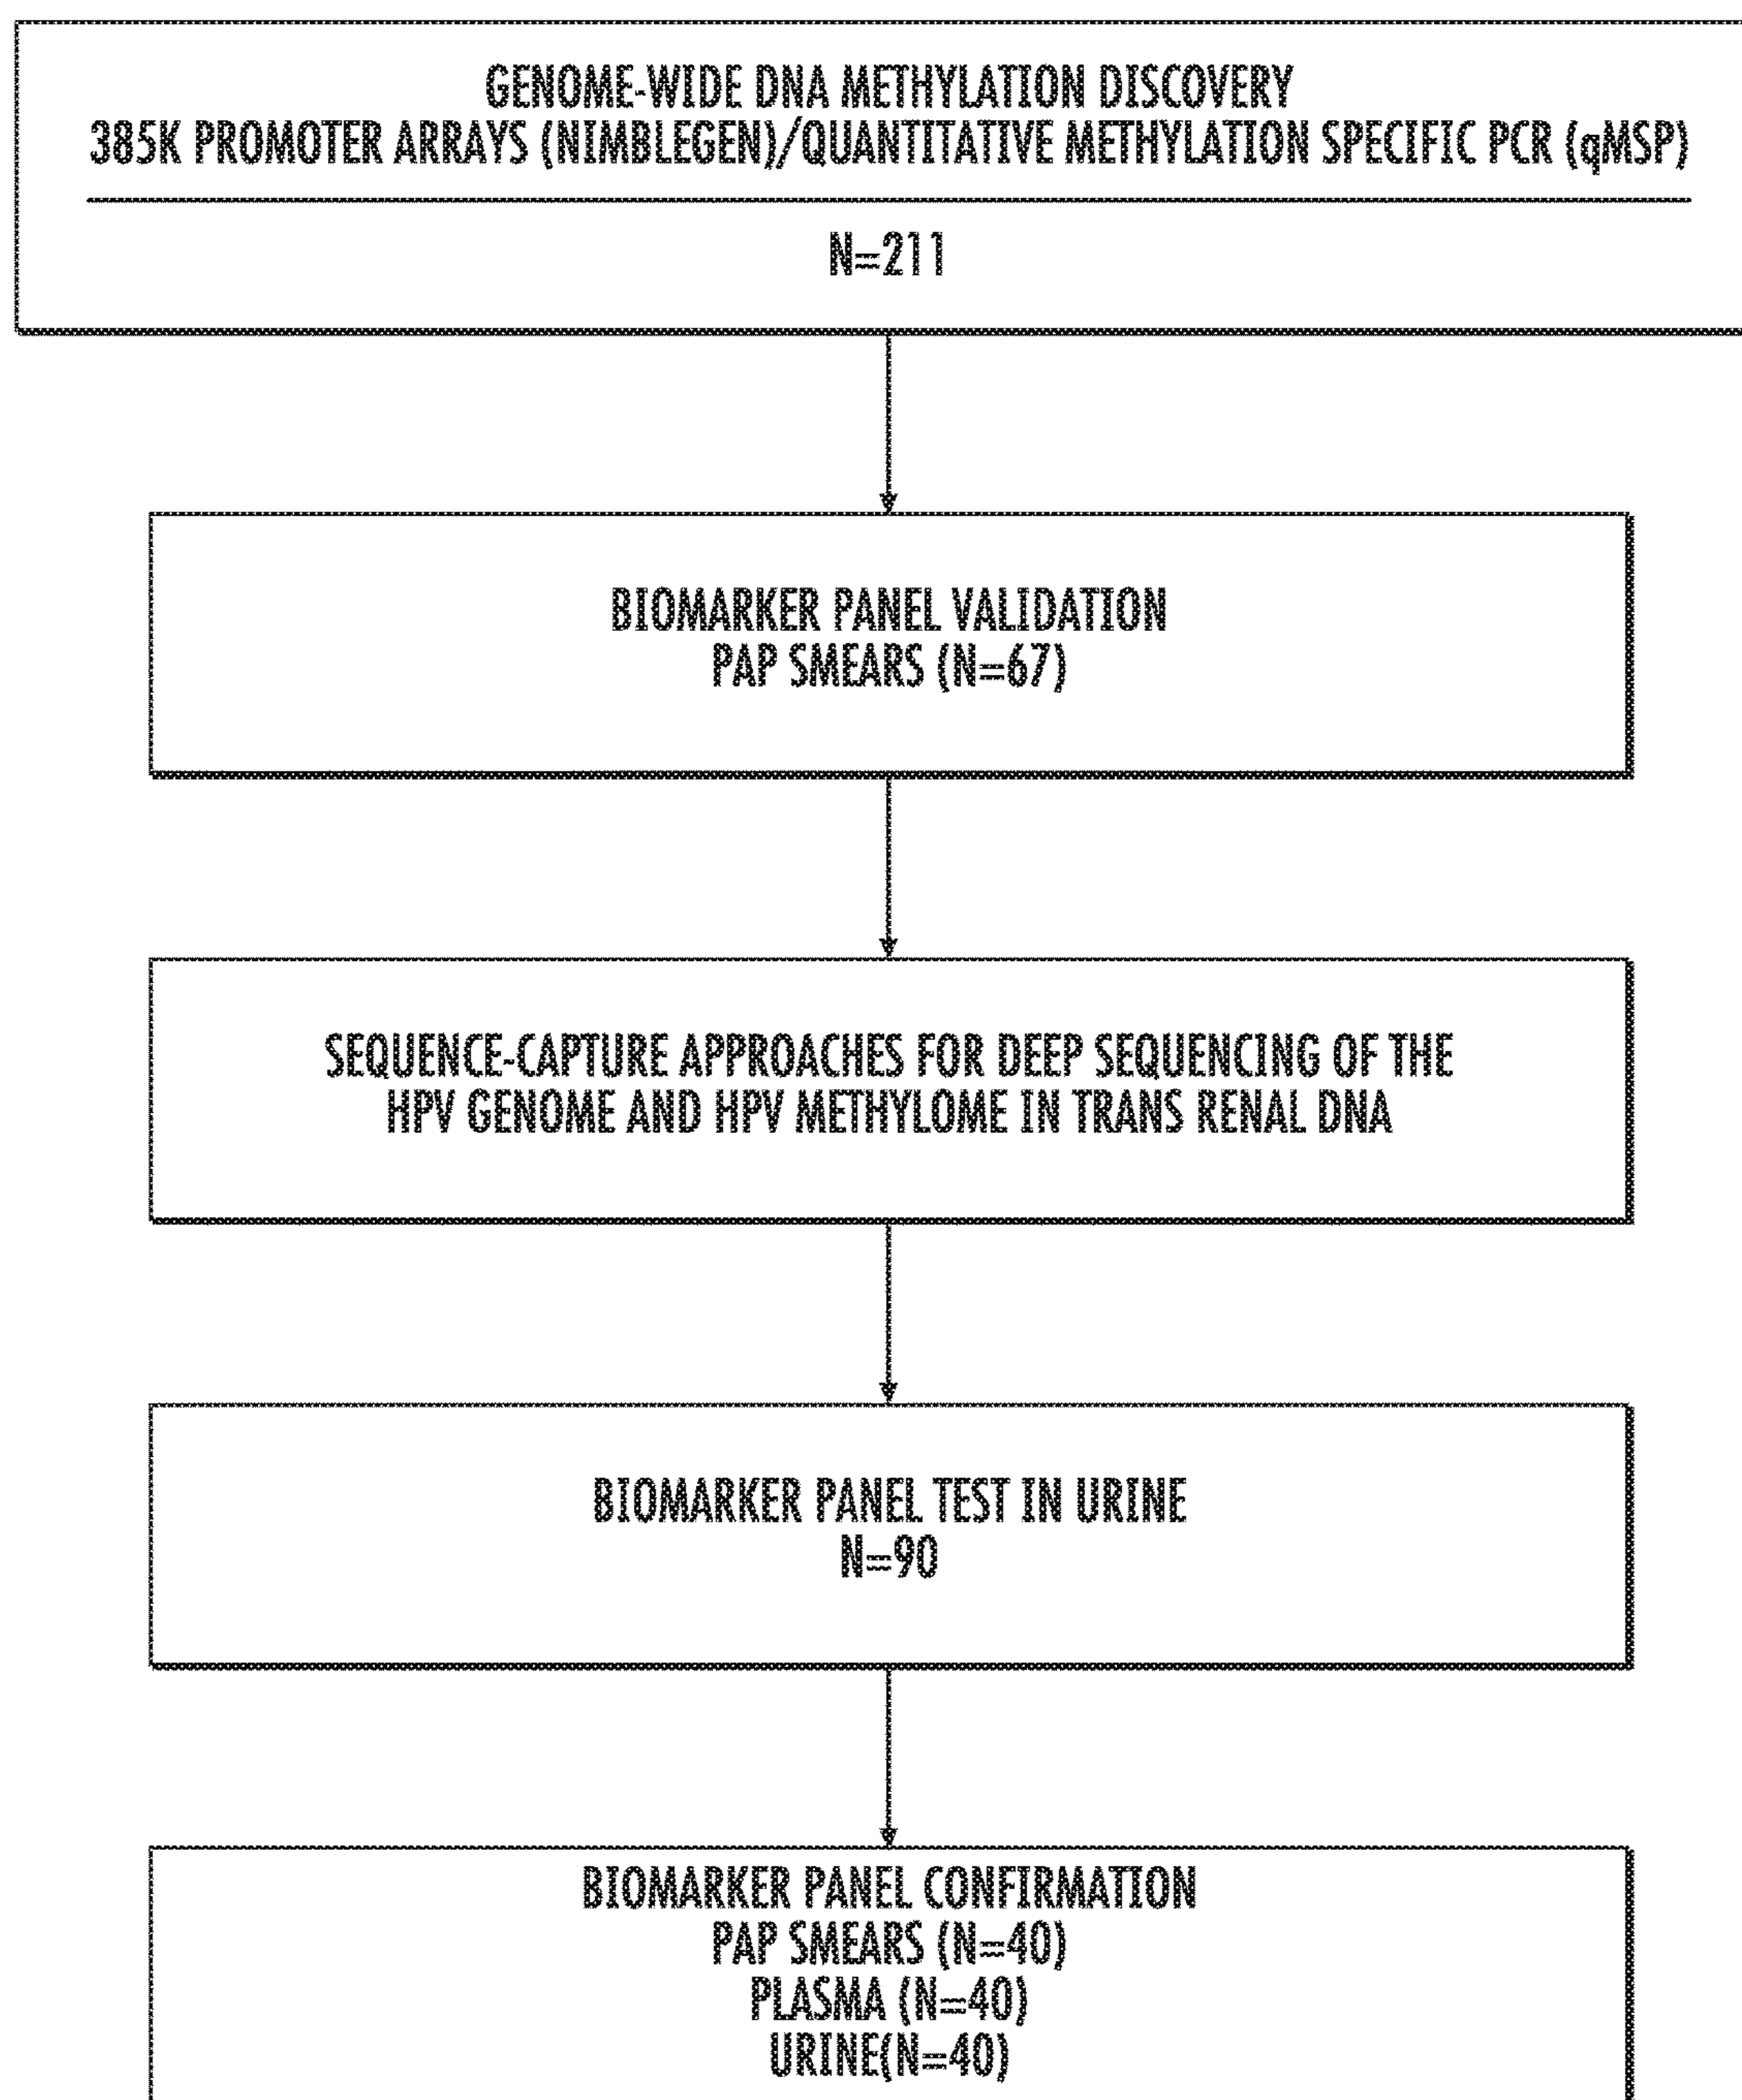 GENOME-WIDE DNA METHYLATION DISCOVERY
385K PROMOTER ARRAYS (NIMBLEGEN)/QUANTITATIVE METHYLATION SPECIFIC PCR (qMSP)
N=211
BIOMARKER PANEL VALIDATION
PAP SMEARS (N=67)
SEQUENCE-CAPTURE APPROACHES FOR DEEP SEQUENCING OF THE
HPV GENOME AND HPV METHYLOME IN TRANS RENAL DNA
BIOMARKER PANEL TEST IN URINE
N=90
BIOMARKER PANEL CONFIRMATION
PAP SMEARS (N=40)
PLASMA (N=40)
URINE(N=40)